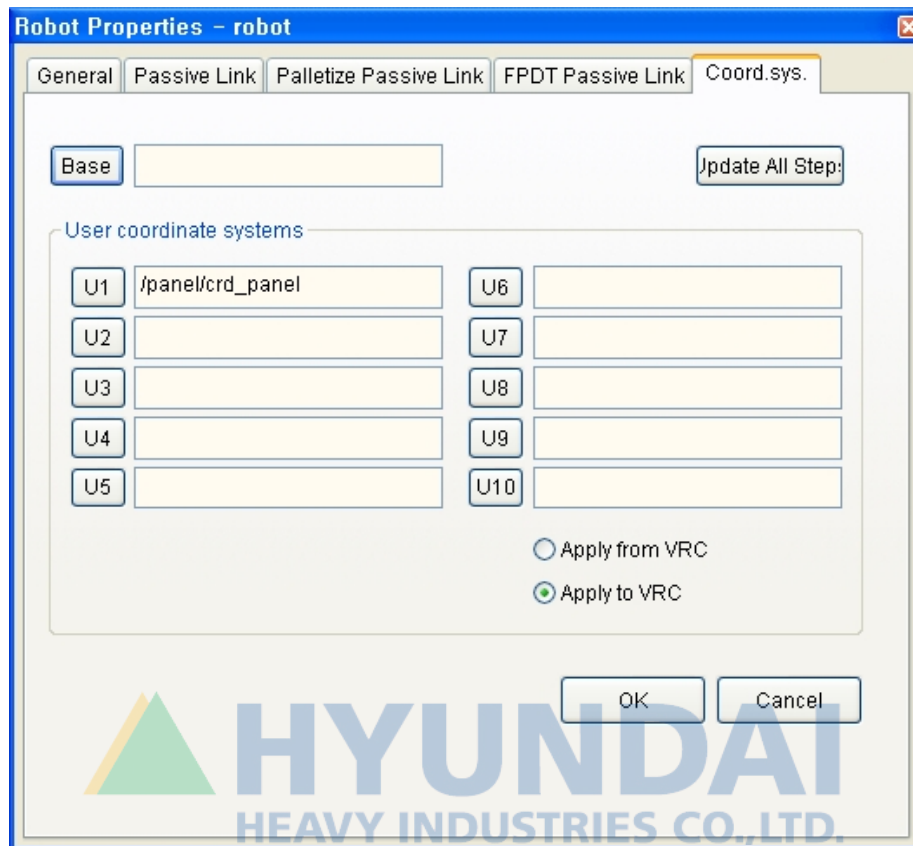 Robot Properties – robot
General
Passive Link
Palletize Passive Link
FPDT Passive Link
Coord.sys.
Base
Update All Steps
User coordinate systems
U1
/panel/crd_panel
U6
U2
U7
U3
U8
U4
U9
U5
U10
Apply from VRC
Apply to VRC
OK
Cancel
HYUNDAI
HEAVY INDUSTRIES CO.,LTD.